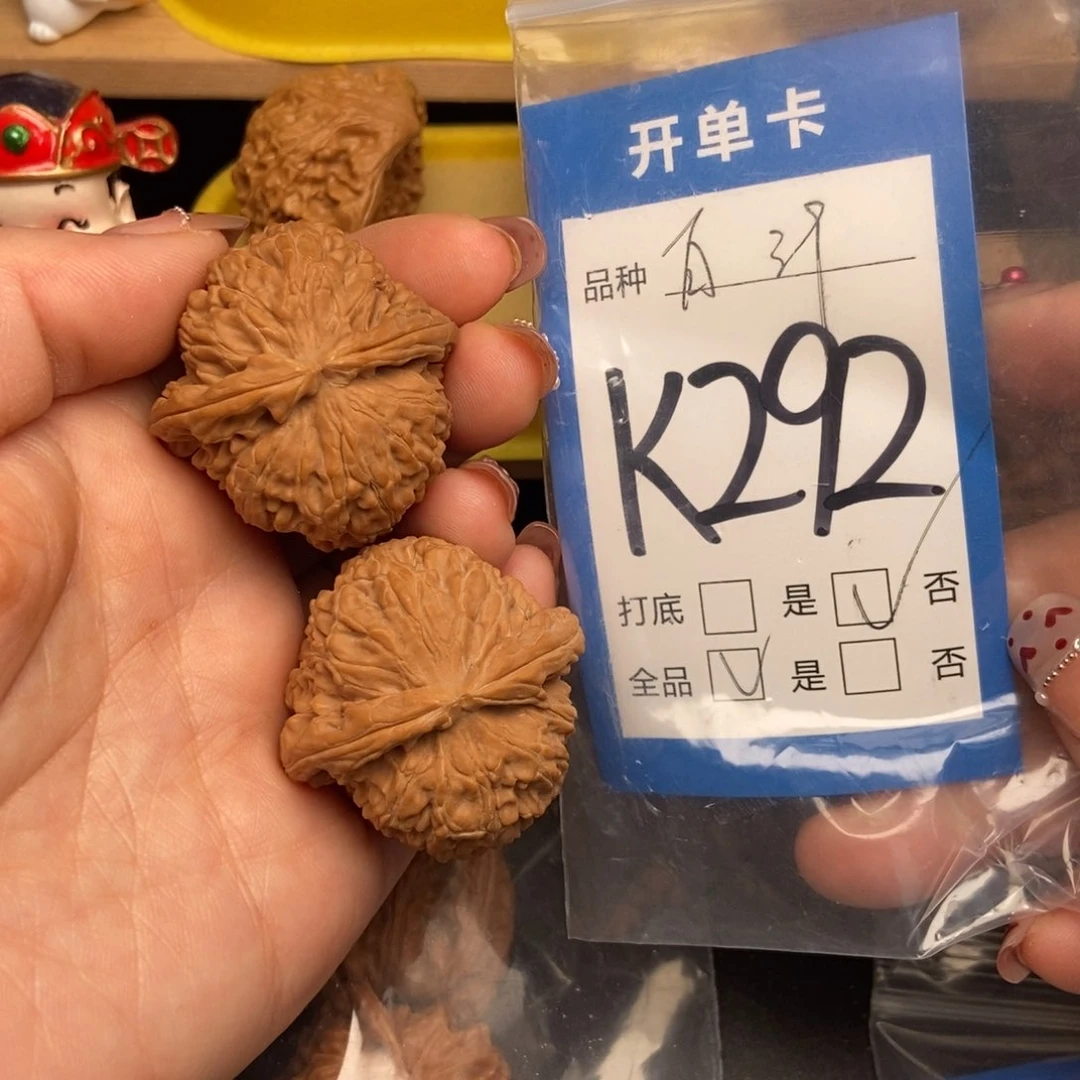 开单卡
品种
K292
打底 □ 是 ☑ 否
全品 ☑ 是 □ 否